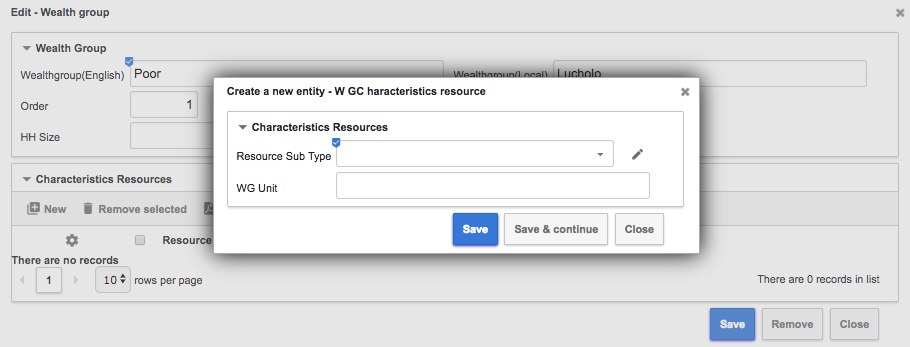 Edit - Wealth group
Wealth Group
Wealthgroup(English) Poor Wealthgroup(Local) Lucholo
Order 1
HH Size
Create a new entity - W GC haracteristics resource
Characteristics Resources
Resource Sub Type
WG Unit
Save Save & continue Close
Characteristics Resources
New Remove selected
Resource
There are no records
1 10 rows per page There are 0 records in list
Save Remove Close